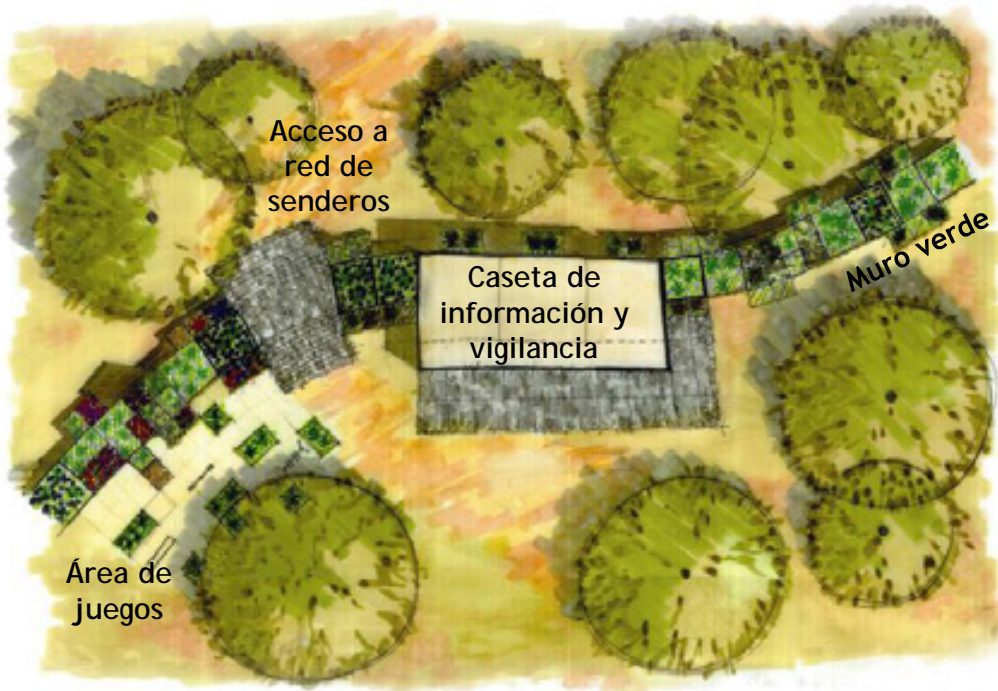 Acceso a
red de
senderos
Caseta de
información y
vigilancia
Muro verde
Área de
juegos